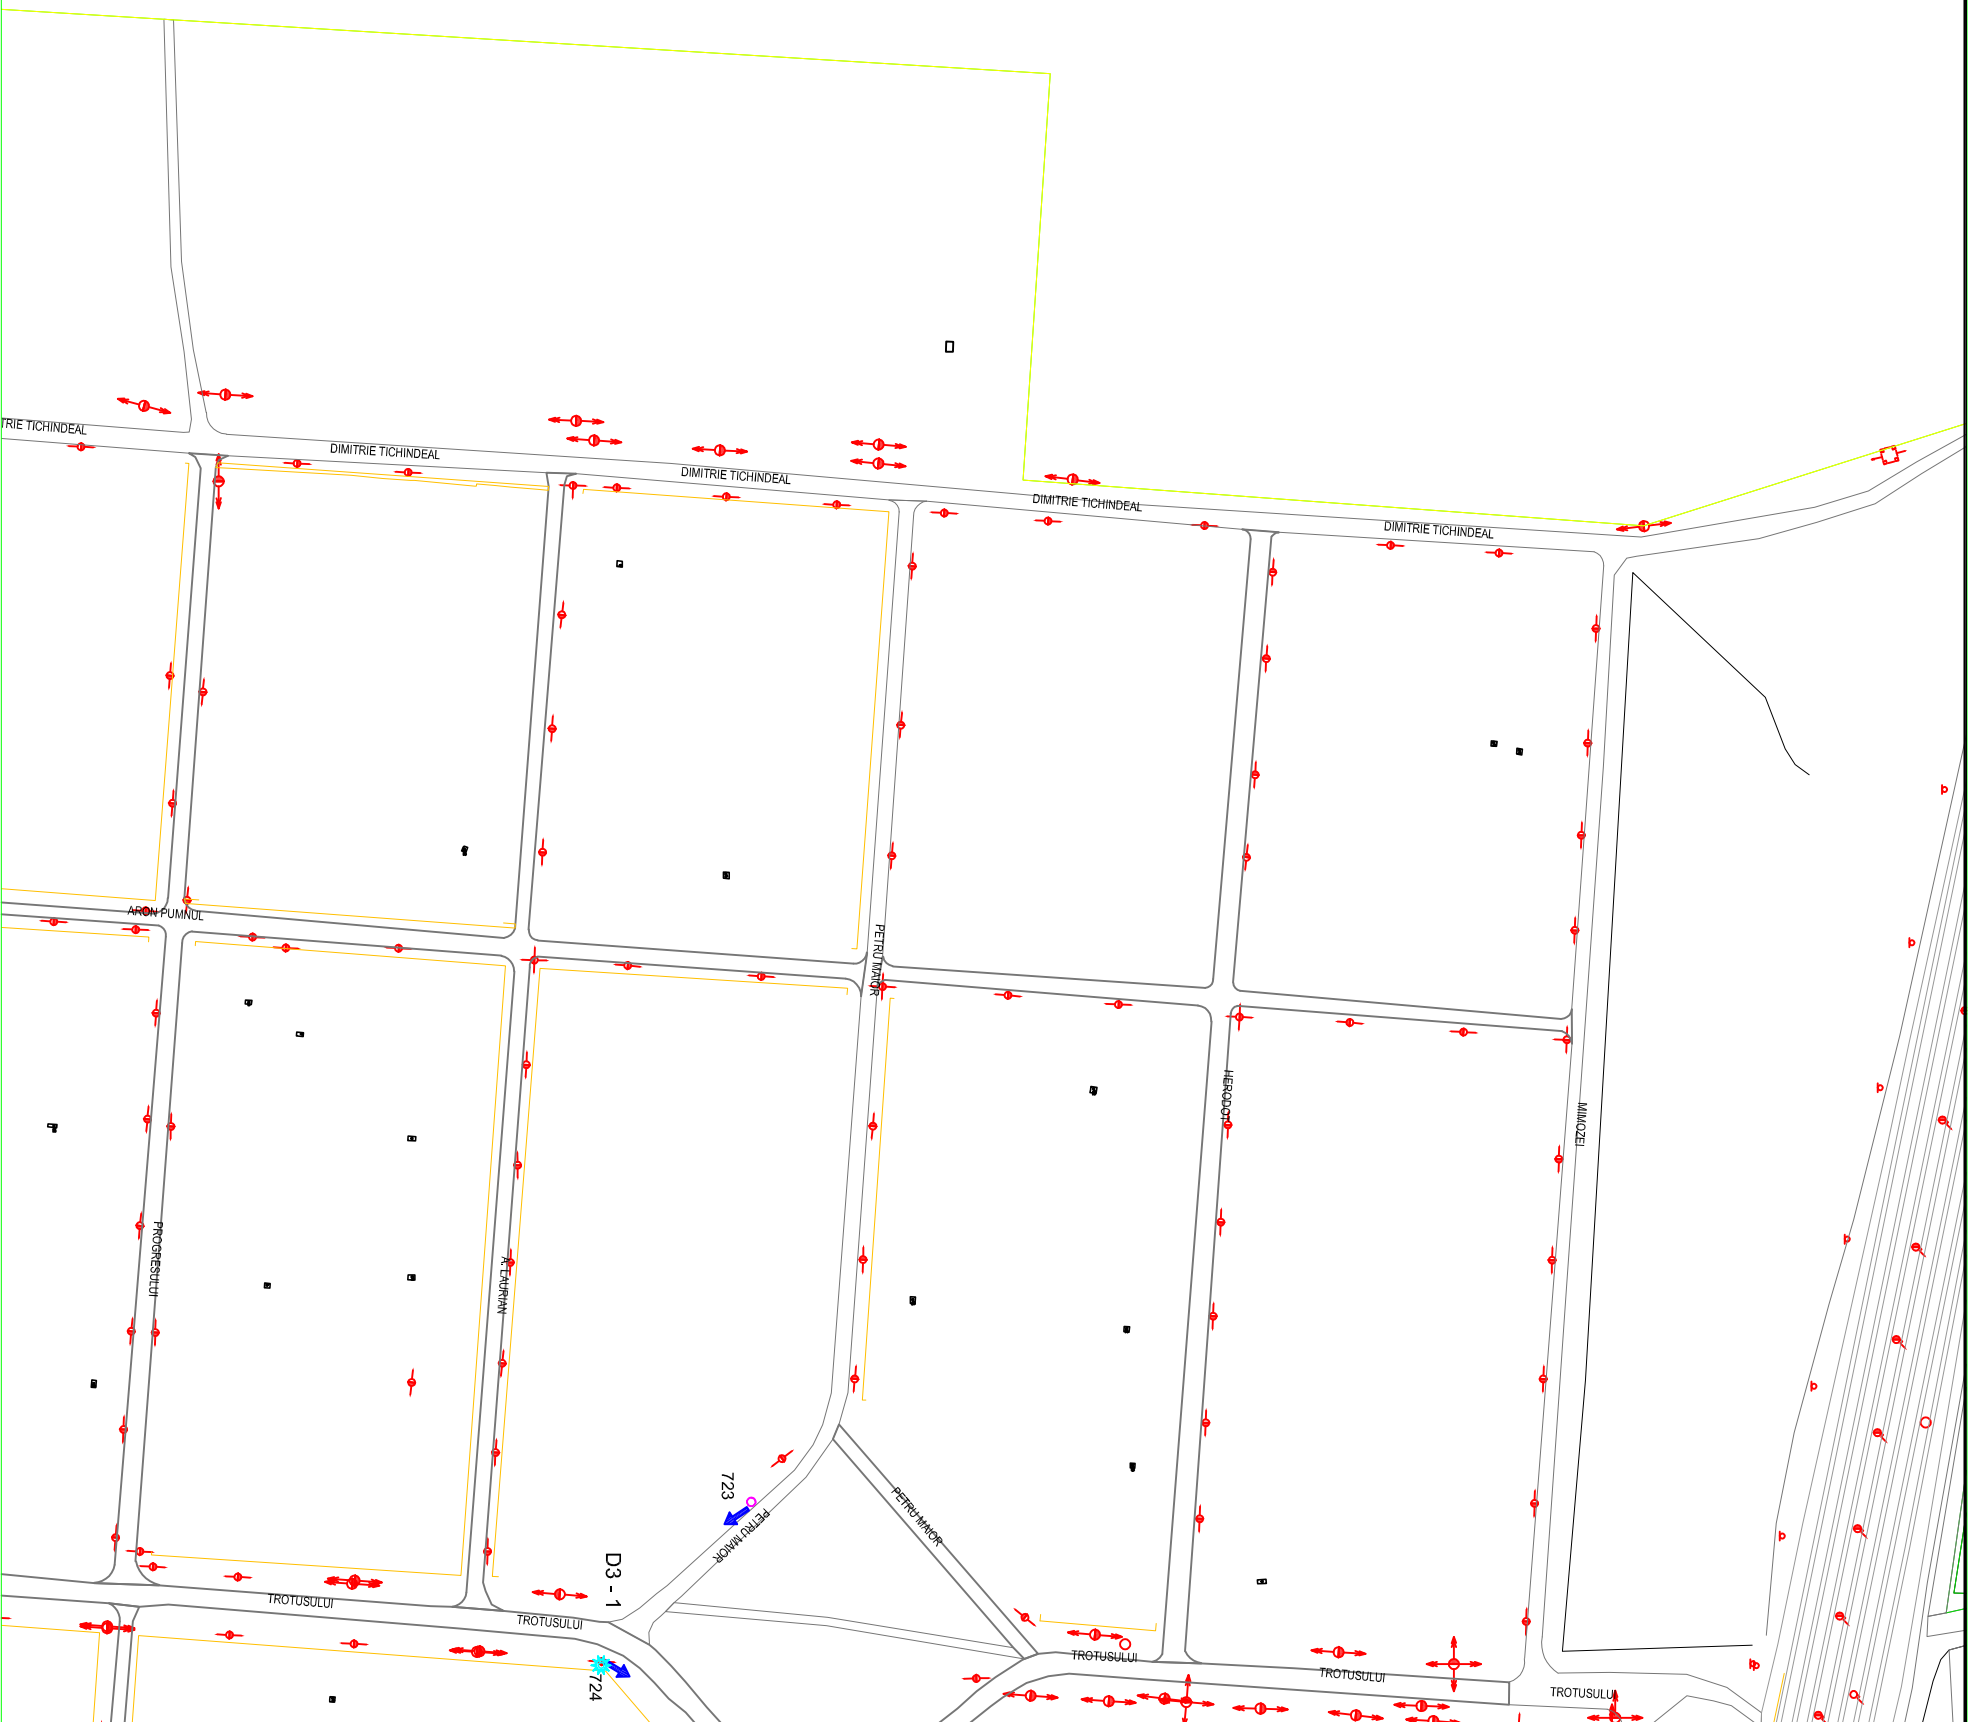 TRIE TICHINDEAL
DIMITRIE TICHINDEAL
DIMITRIE TICHINDEAL
DIMITRIE TICHINDEAL
DIMITRIE TICHINDEAL
ARON PUMNUL
PETRU MAIOR
HERODOT
MIMOZEI
PROGRESULUI
A. LAURIAN
723
PETRU MAIOR
PETRU MAIOR
D3 - 1
TROTUSULUI
TROTUSULUI
724
TROTUSULUI
TROTUSULUI
TROTUSULUI